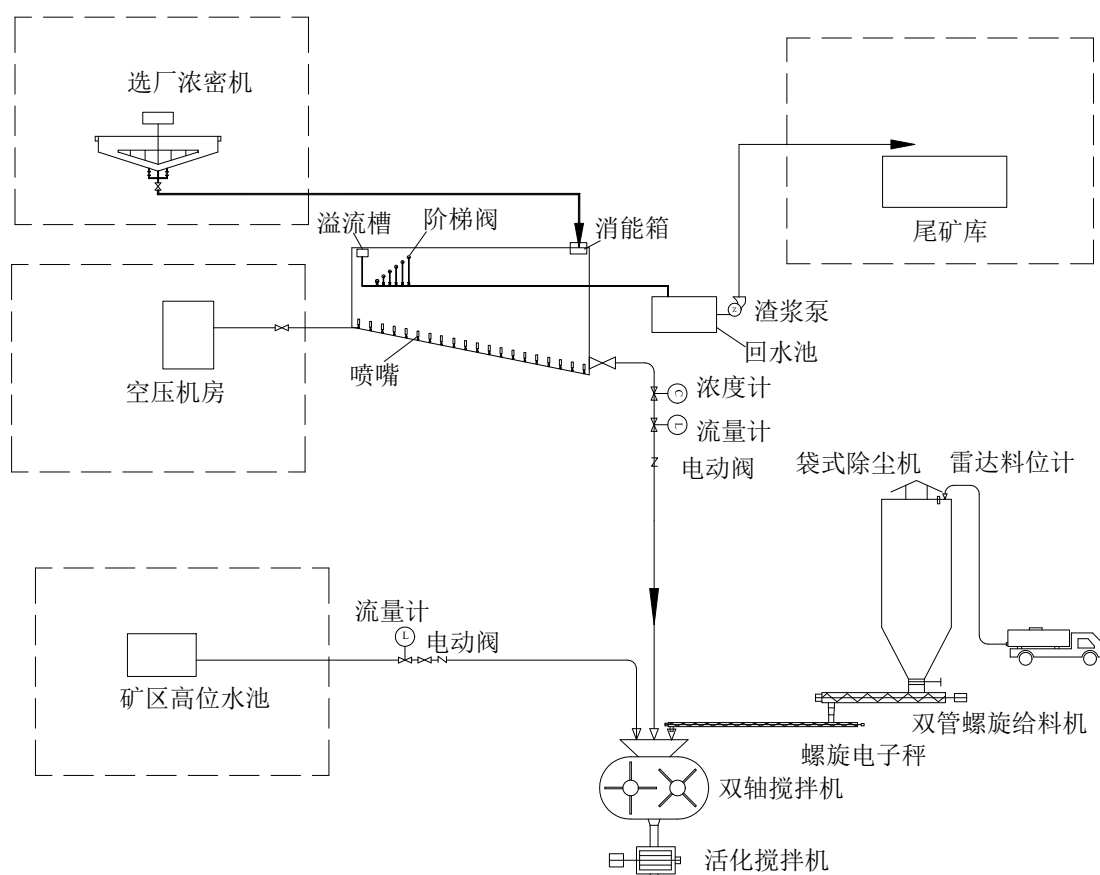 选厂浓密机
溢流槽
阶梯阀
消能箱
尾矿库
Z
渣浆泵
回水池
喷嘴
空压机房
C
浓度计
L
流量计
电动阀
袋式除尘机
雷达料位计
流量计
L
电动阀
矿区高位水池
双管螺旋给料机
螺旋电子秤
双轴搅拌机
活化搅拌机